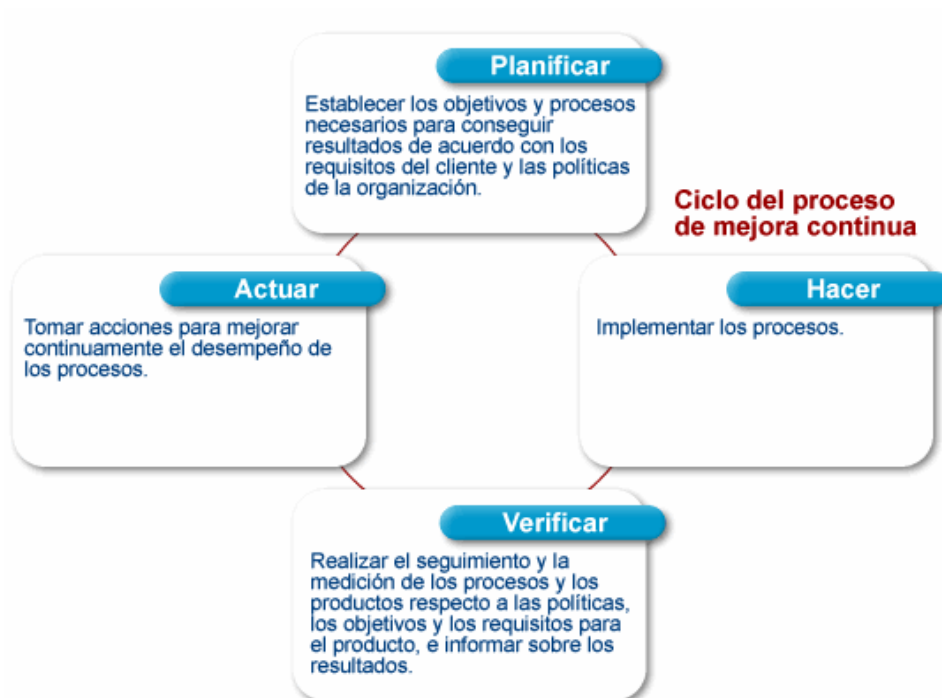 Planificar
Establecer los objetivos y procesos
necesarios para conseguir
resultados de acuerdo con los
requisitos del cliente y las políticas
de la organización.
Ciclo del proceso
de mejora continua
Actuar
Tomar acciones para mejorar
continuamente el desempeño de
los procesos.
Hacer
Implementar los procesos.
Verificar
Realizar el seguimiento y la
medición de los procesos y los
productos respecto a las políticas,
los objetivos y los requisitos para
el producto, e informar sobre los
resultados.